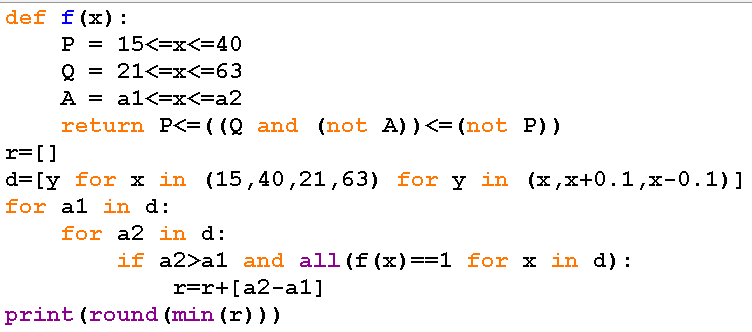 def f(x):
    P = 15<=x<=40
    Q = 21<=x<=63
    A = a1<=x<=a2
    return P<=((Q and (not A))<=(not P))
r=[]
d=[y for x in (15,40,21,63) for y in (x,x+0.1,x-0.1)]
for a1 in d:
    for a2 in d:
        if a2>a1 and all(f(x)==1 for x in d):
            r=r+[a2-a1]
print(round(min(r)))